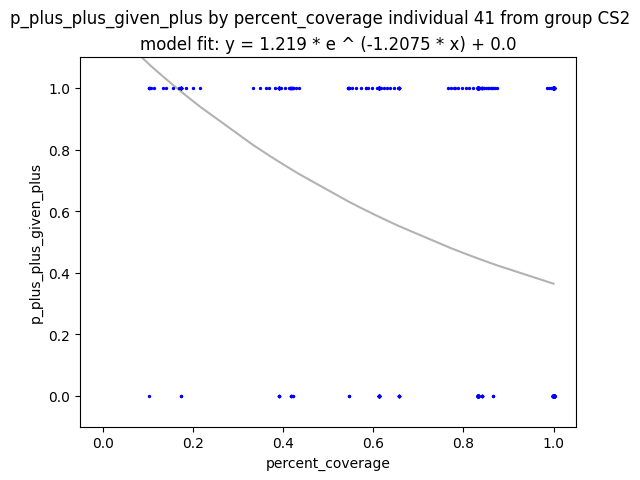 p_plus_plus_given_plus by percent_coverage individual 41 from group CS2
model fit: y = 1.219 * e ^ (-1.2075 * x) + 0.0
p_plus_plus_given_plus
1.0
0.8
0.6
0.4
0.2
0.0
0.0 0.2 0.4 0.6 0.8 1.0
percent_coverage